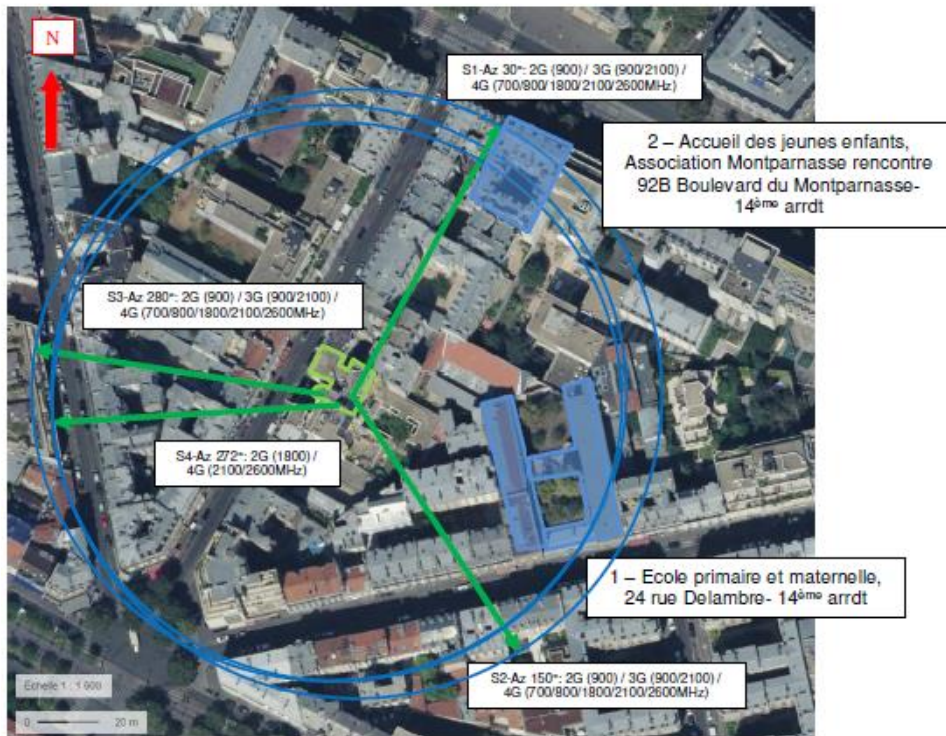 N
S1-Az 30°: 2G (900) / 3G (900/2100) /
4G (700/800/1800/2100/2600MHz)
2 – Accueil des jeunes enfants,
Association Montparnasse rencontre
92B Boulevard du Montparnasse-
14ème arrdt
S3-Az 280°: 2G (900) / 3G (900/2100) /
4G (700/800/1800/2100/2600MHz)
S4-Az 272°: 2G (1800) /
4G (2100/2600MHz)
1 – Ecole primaire et maternelle,
24 rue Delambre- 14ème arrdt
S2-Az 150°: 2G (900) / 3G (900/2100) /
4G (700/800/1800/2100/2600MHz)
Echelle 1 :
0 20 m